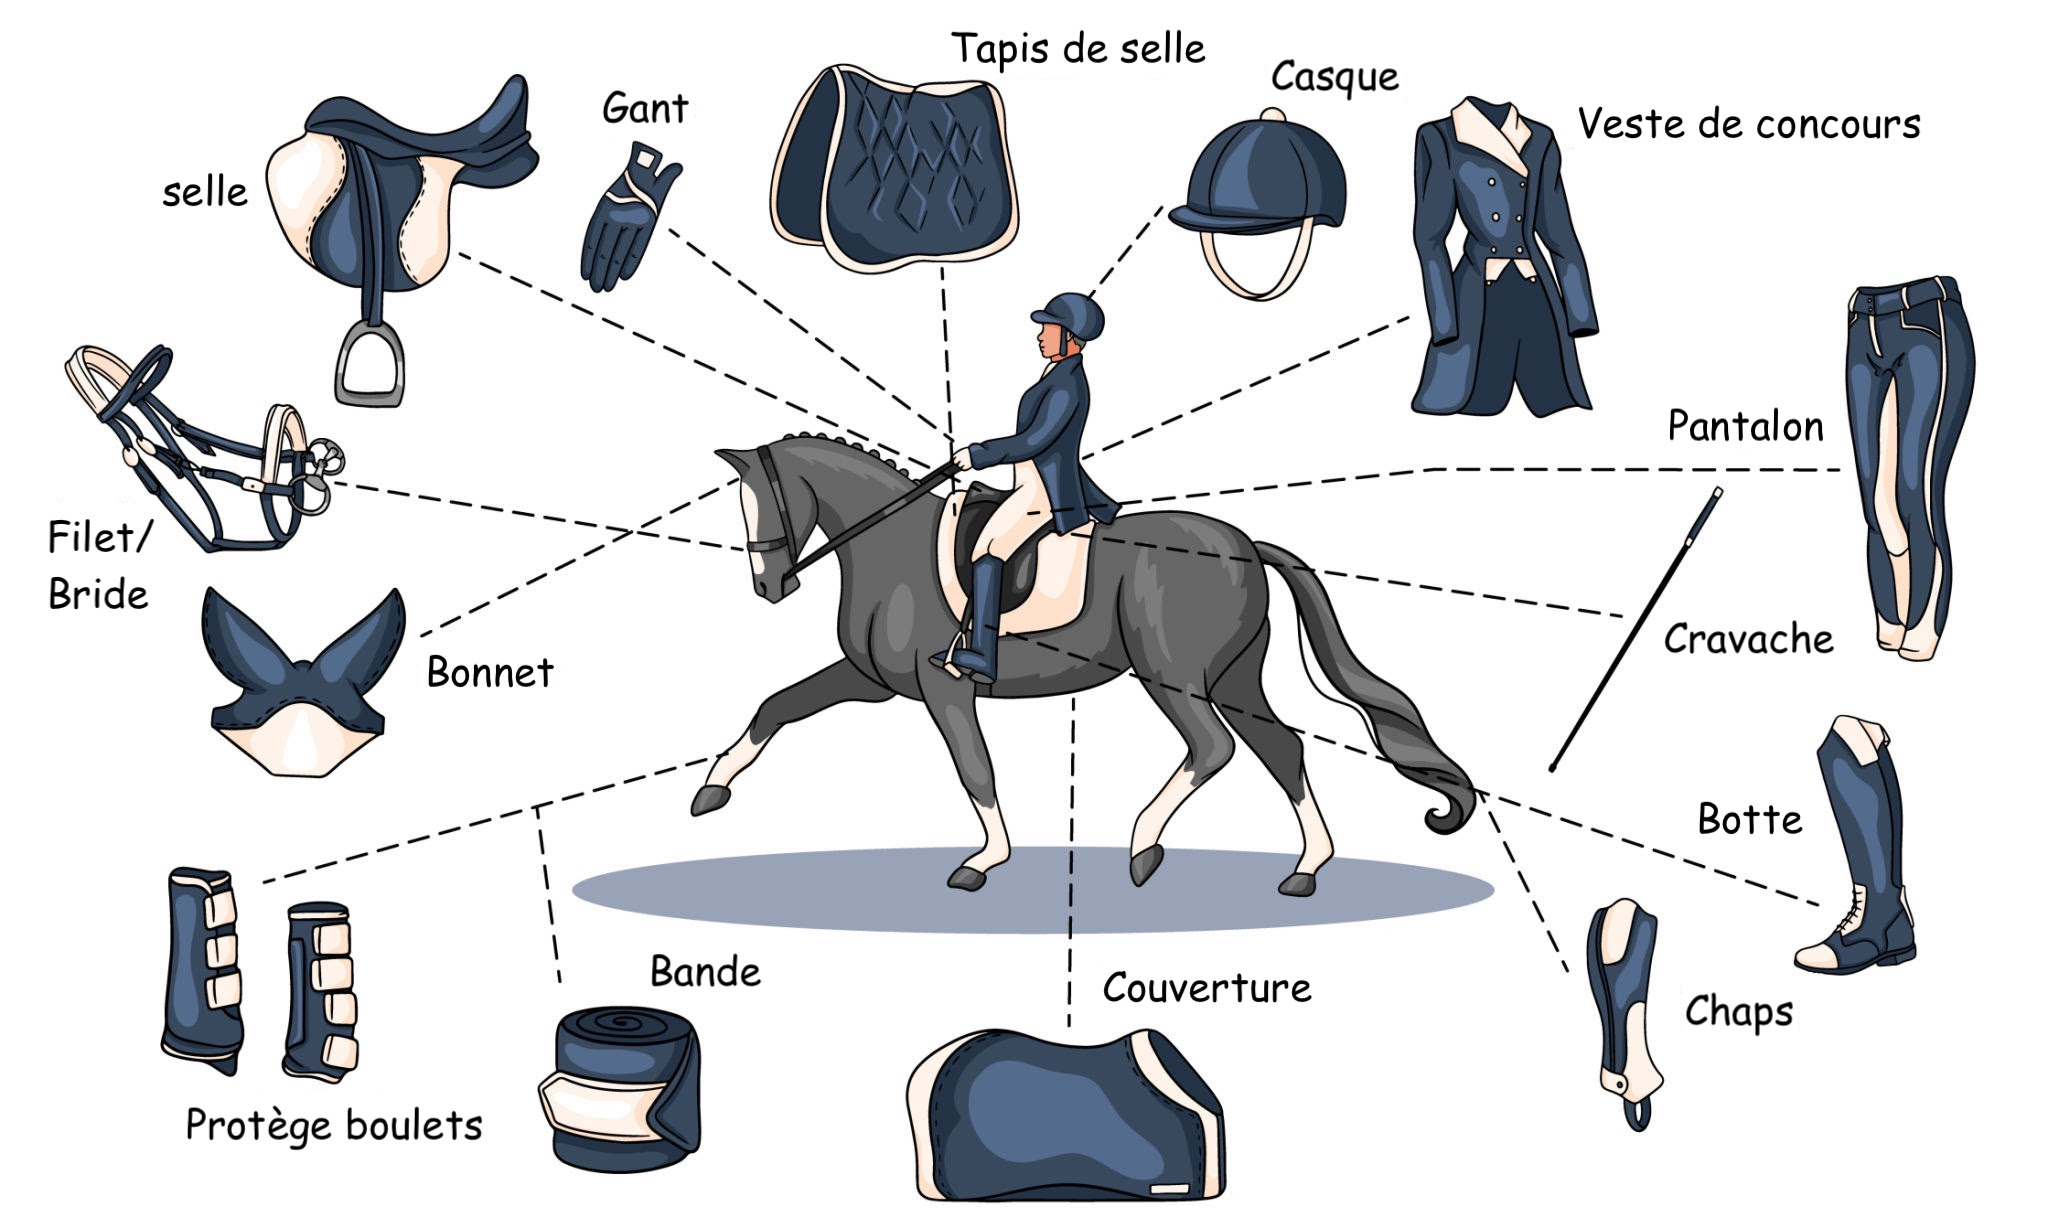 Tapis de selle
Casque
Gant
Veste de concours
selle
Pantalon
Filet/
Bride
Cravache
Bonnet
Botte
Bande
Couverture
Chaps
Protège boulets